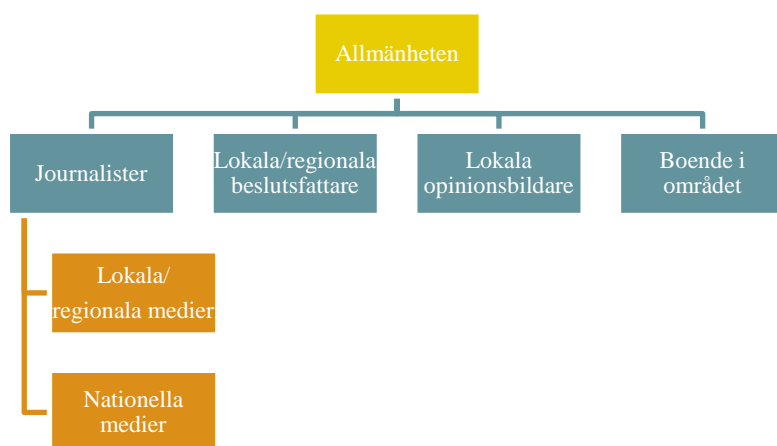 Allmänheten
Journalister
Lokala/regionala
beslutsfattare
Lokala
opinionsbildare
Boende i
området
Lokala/
regionala medier
Nationella
medier